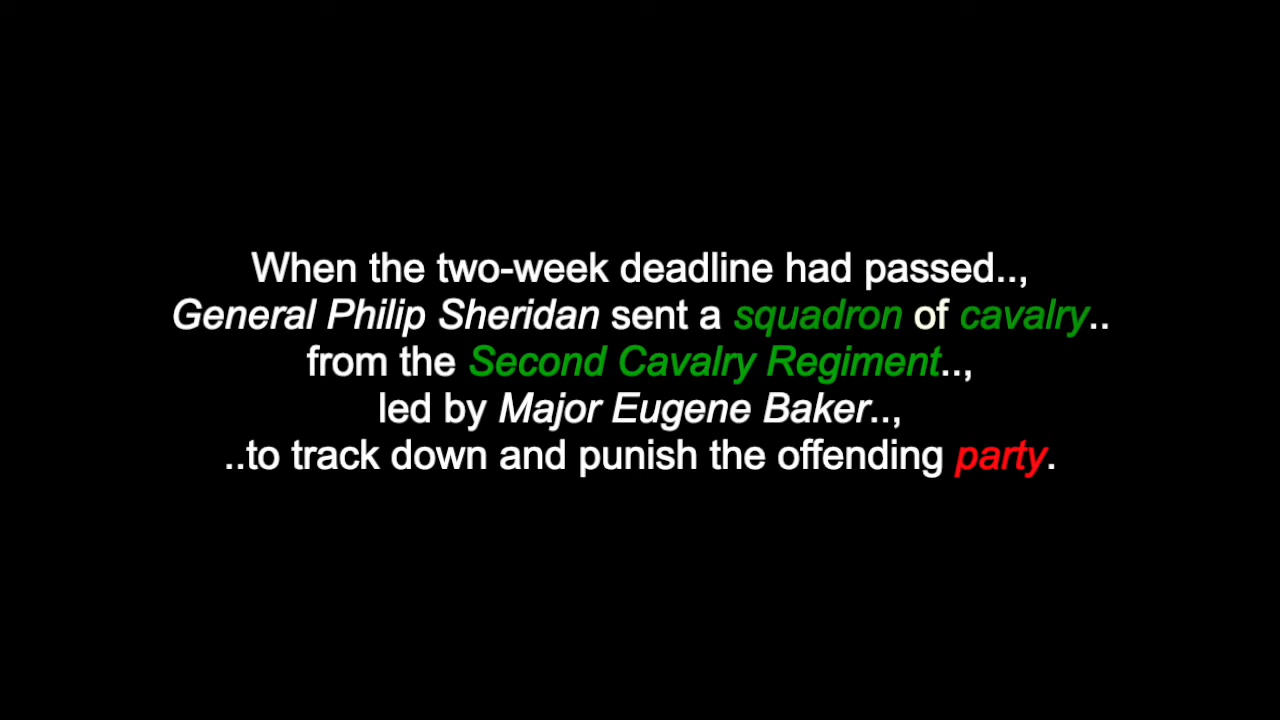 When the two-week deadline had passed..,
General Philip Sheridan sent a squadron of cavalry..
from the Second Cavalry Regiment..,
led by Major Eugene Baker..,
..to track down and punish the offending party.